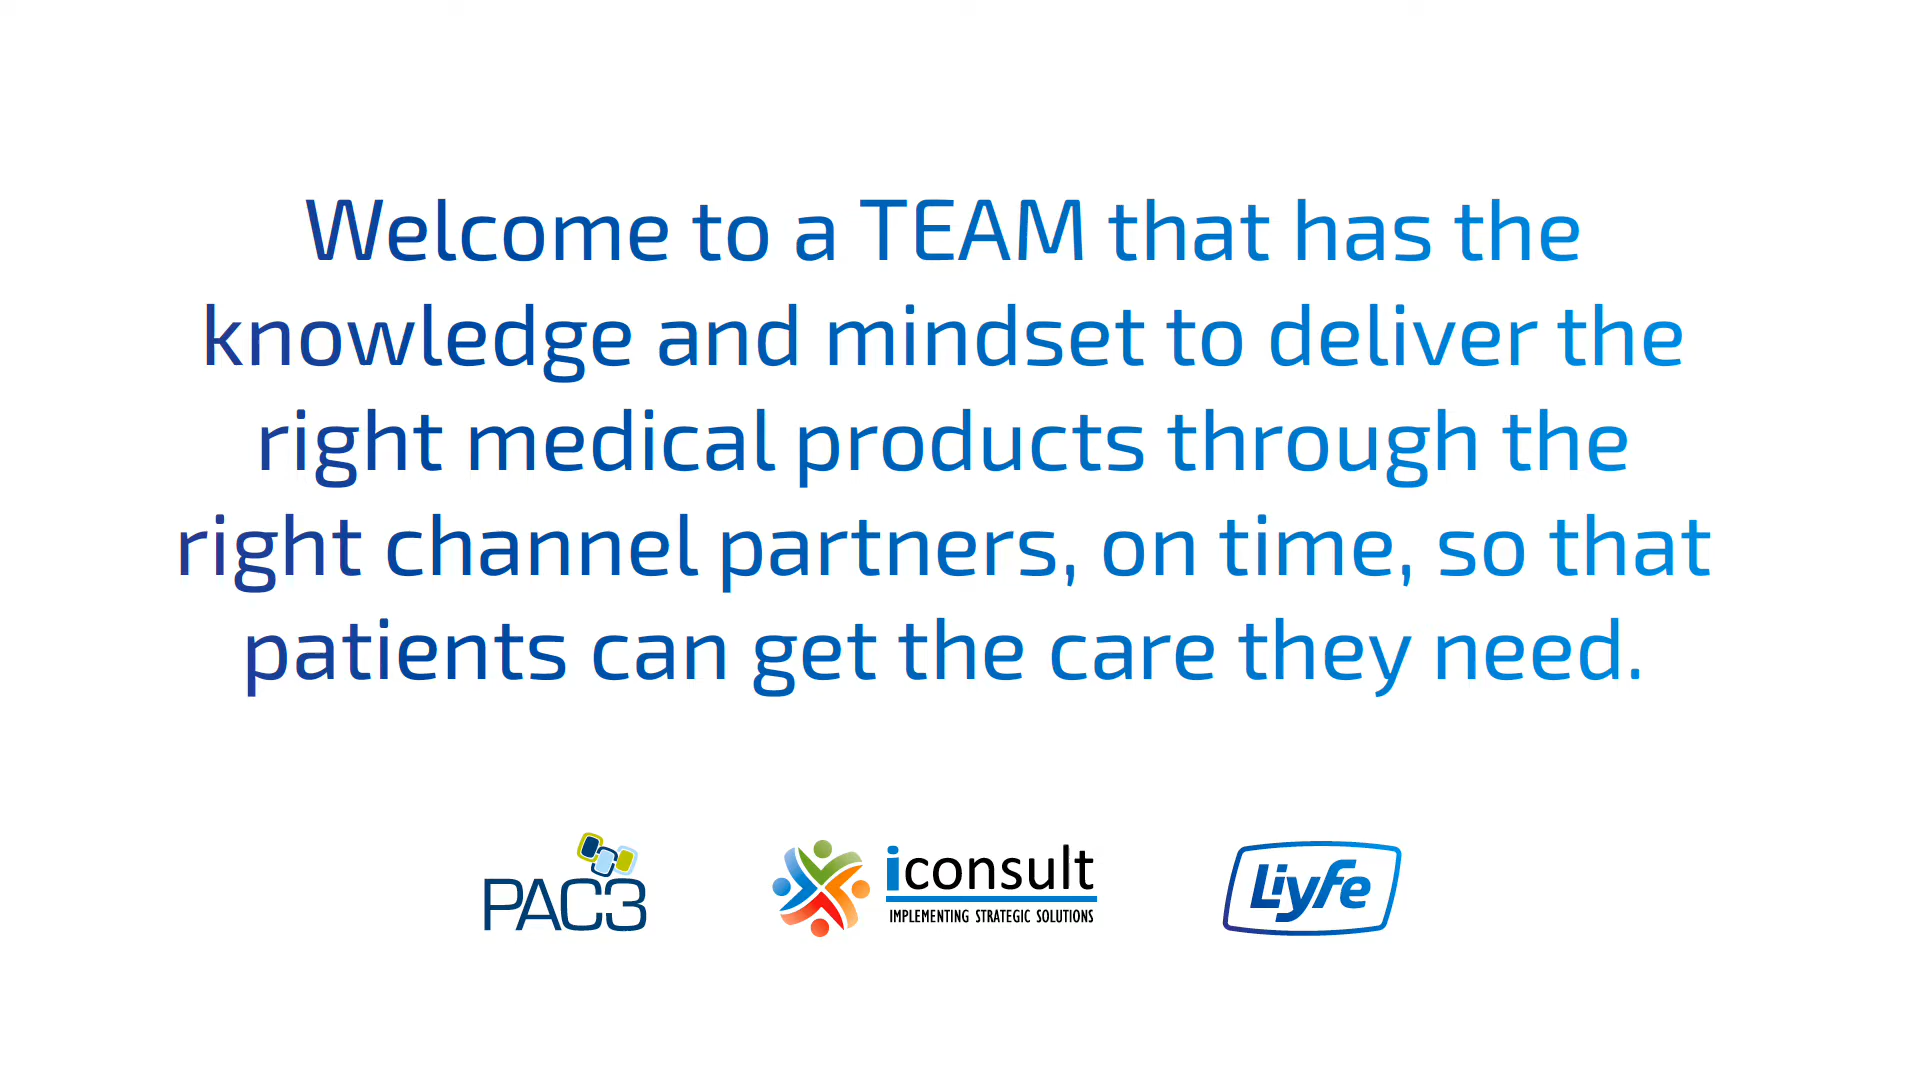 Welcome to a TEAM that has the
knowledge and mindset to deliver the
right medical products through the
right channel partners, on time, so that
patients can get the care they need.
PAC3
iconsult
IMPLEMENTING STRATEGIC SOLUTIONS
Liyfe